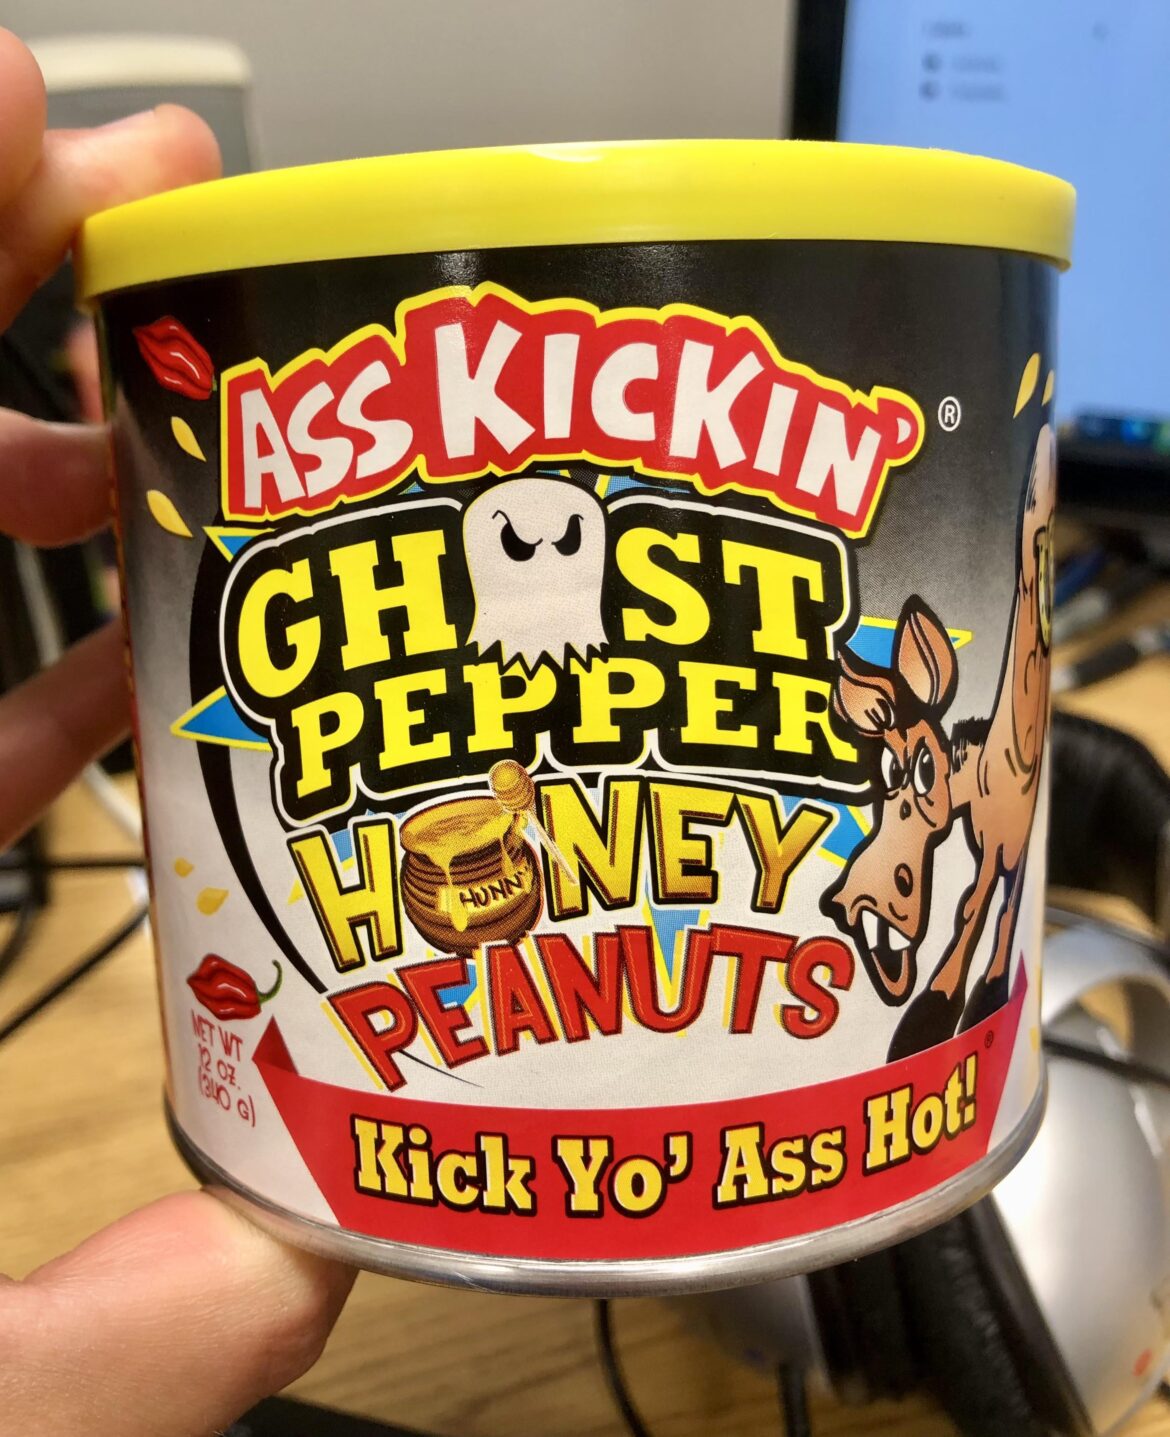 ASS KICKIN'®
GHOST
PEPPER
HONEY
HUNNY
PEANUTS
NET WT
12 OZ.
(340 G)
Kick Yo' Ass Hot!®